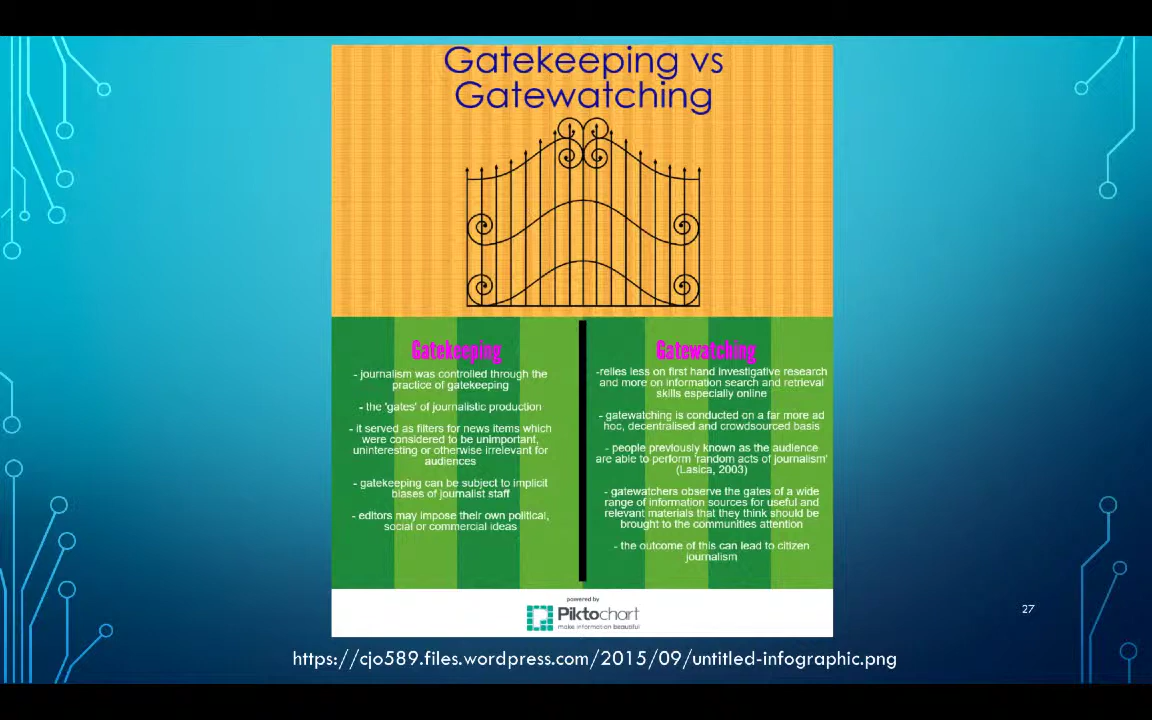 Gatekeeping vs
Gatewatching
Gatekeeping
- journalism was controlled through the
practice of gatekeeping
- the 'gates' of journalistic production
- it served as filters for news items which
were considered to be unimportant,
uninteresting or otherwise irrelevant for
audiences
- gatekeeping can be subject to implicit
biases of journalist staff
- editors may impose their own political,
social or commercial ideas
Gatewatching
-relies less on first hand investigative research
and more on information search and retrieval
skills especially online
- gatewatching is conducted on a far more ad
hoc, decentralised and crowdsourced basis
- people previously known as the audience
are able to perform 'random acts of journalism'
(Lasica, 2003)
- gatewatchers observe the gates of a wide
range of information sources for useful and
relevant materials that they think should be
brought to the communities attention
- the outcome of this can lead to citizen
journalism
powered by
Piktochart
make information beautiful
27
https://cjo589.files.wordpress.com/2015/09/untitled-infographic.png